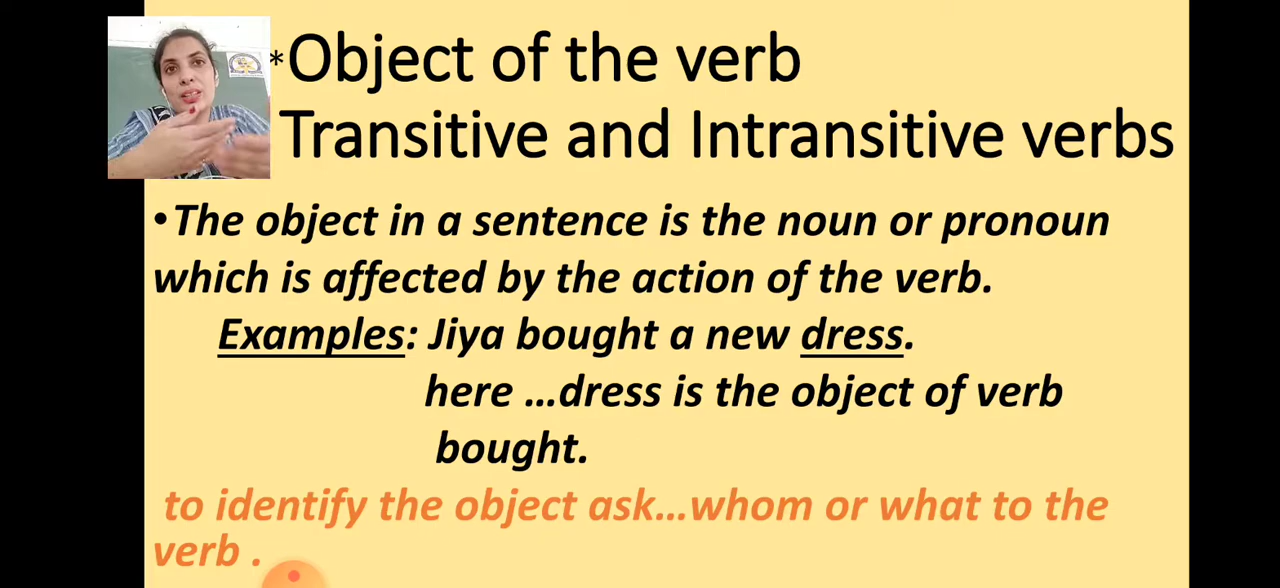 *Object of the verb
Transitive and Intransitive verbs
•The object in a sentence is the noun or pronoun
which is affected by the action of the verb.
Examples: Jiya bought a new dress.
here ...dress is the object of verb
bought.
to identify the object ask...whom or what to the
verb .